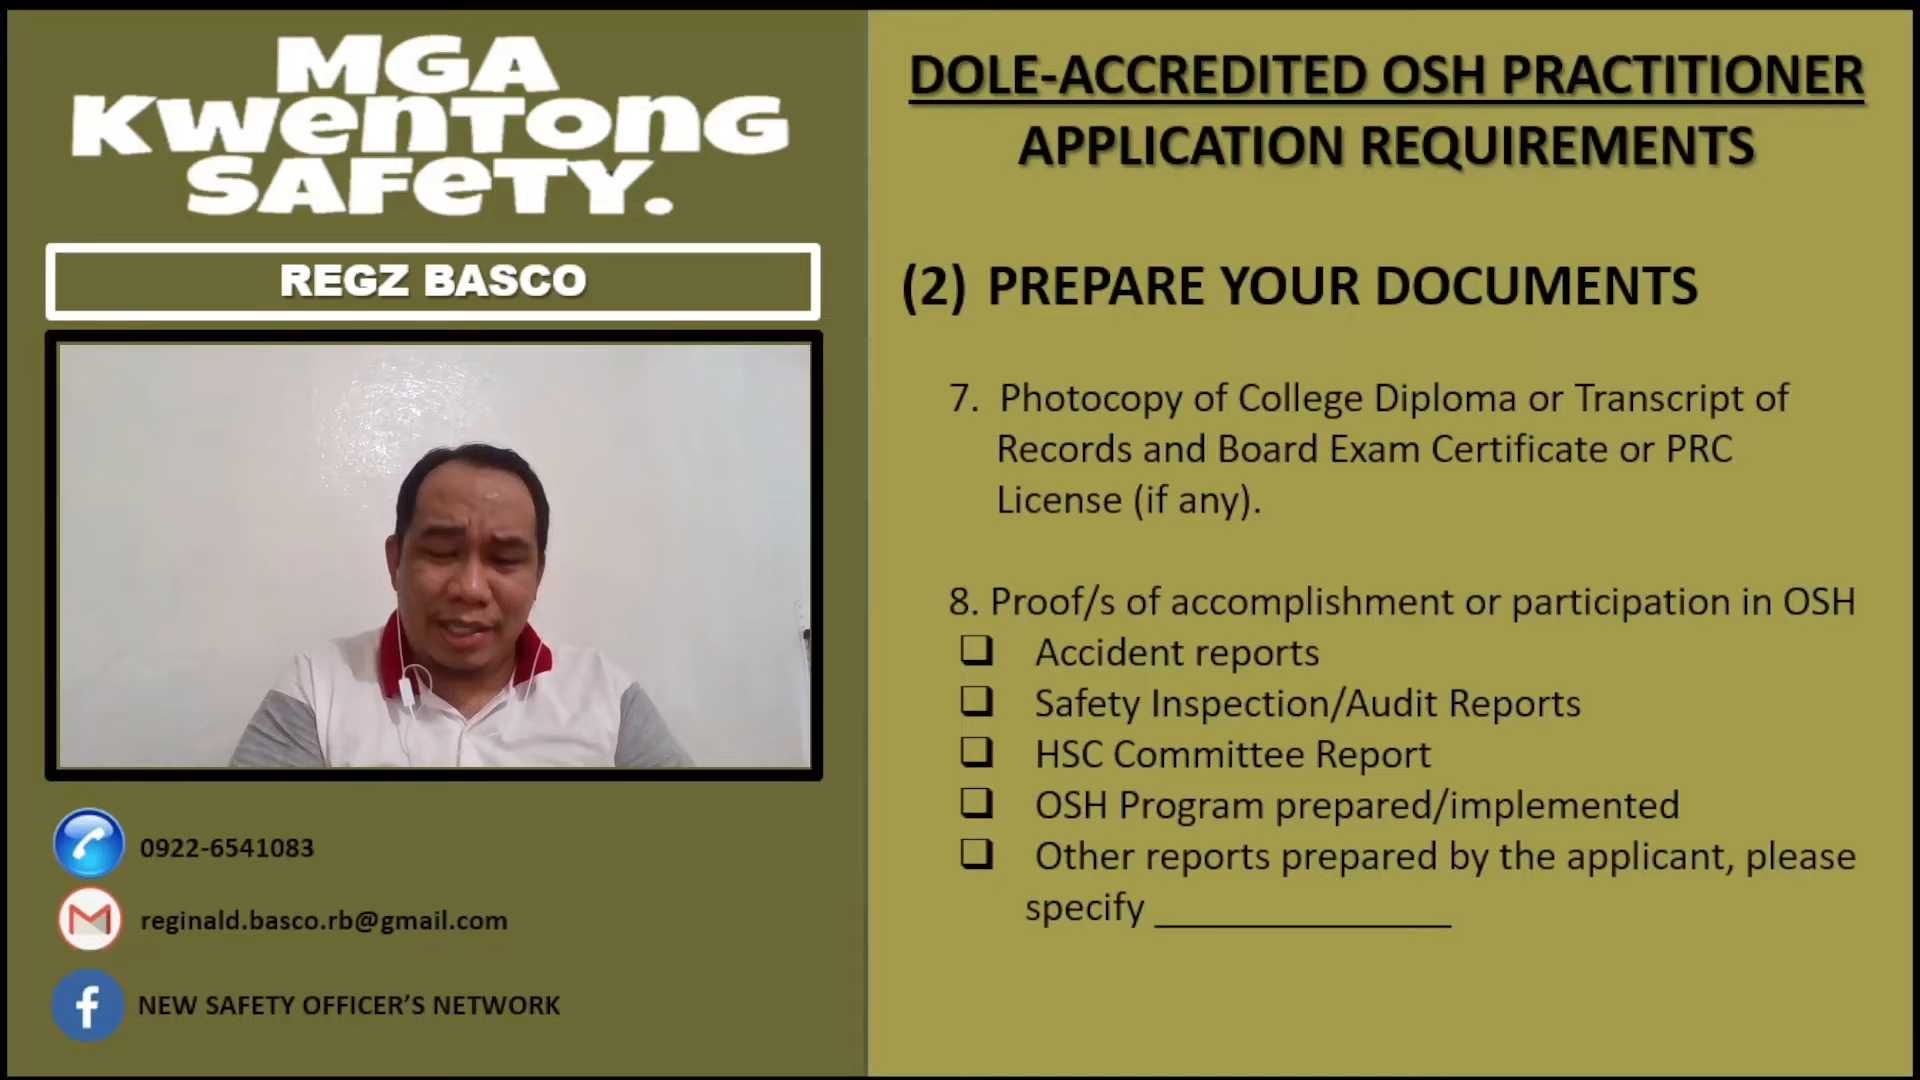 MGA
KWENTONG
SAFETY.
REGZ BASCO
0922-6541083
reginald.basco.rb@gmail.com
NEW SAFETY OFFICER'S NETWORK
DOLE-ACCREDITED OSH PRACTITIONER
APPLICATION REQUIREMENTS
(2) PREPARE YOUR DOCUMENTS
7. Photocopy of College Diploma or Transcript of
Records and Board Exam Certificate or PRC
License (if any).
8. Proof/s of accomplishment or participation in OSH
❑ Accident reports
❑ Safety Inspection/Audit Reports
❑ HSC Committee Report
❑ OSH Program prepared/implemented
❑ Other reports prepared by the applicant, please
specify ______________